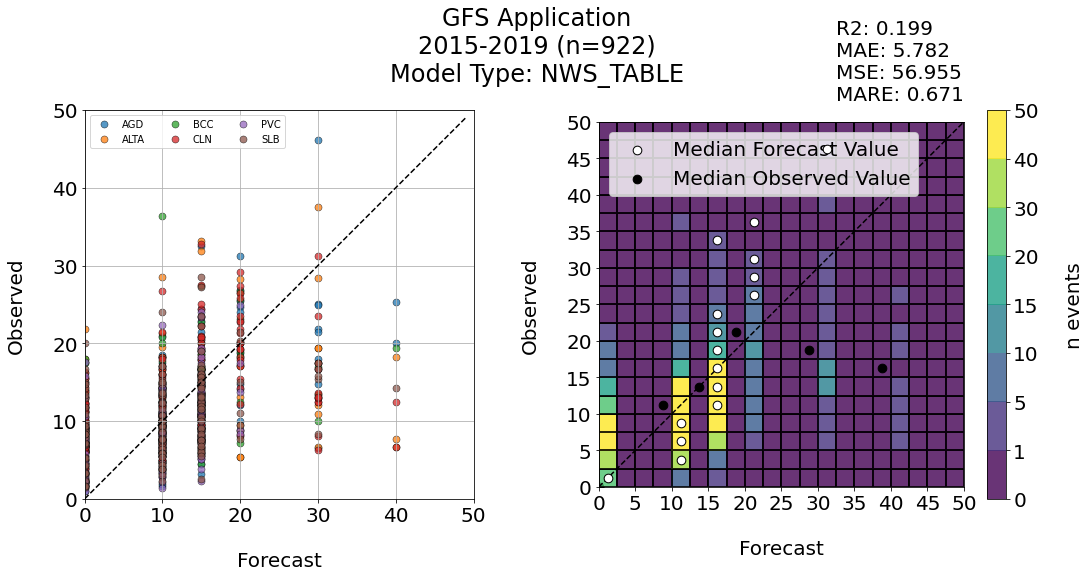 GFS Application
2015-2019 (n=922)
Model Type: NWS_TABLE
R2: 0.199
MAE: 5.782
MSE: 56.955
MARE: 0.671
AGD BCC PVC
ALTA CLN SLB
50
40
30
20
10
0
0 10 20 30 40 50
Observed
Forecast
Median Forecast Value
Median Observed Value
50
45
40
35
30
25
20
15
10
5
0
0 5 10 15 20 25 30 35 40 45 50
Observed
Forecast
50
40
30
20
15
10
5
1
0
n events